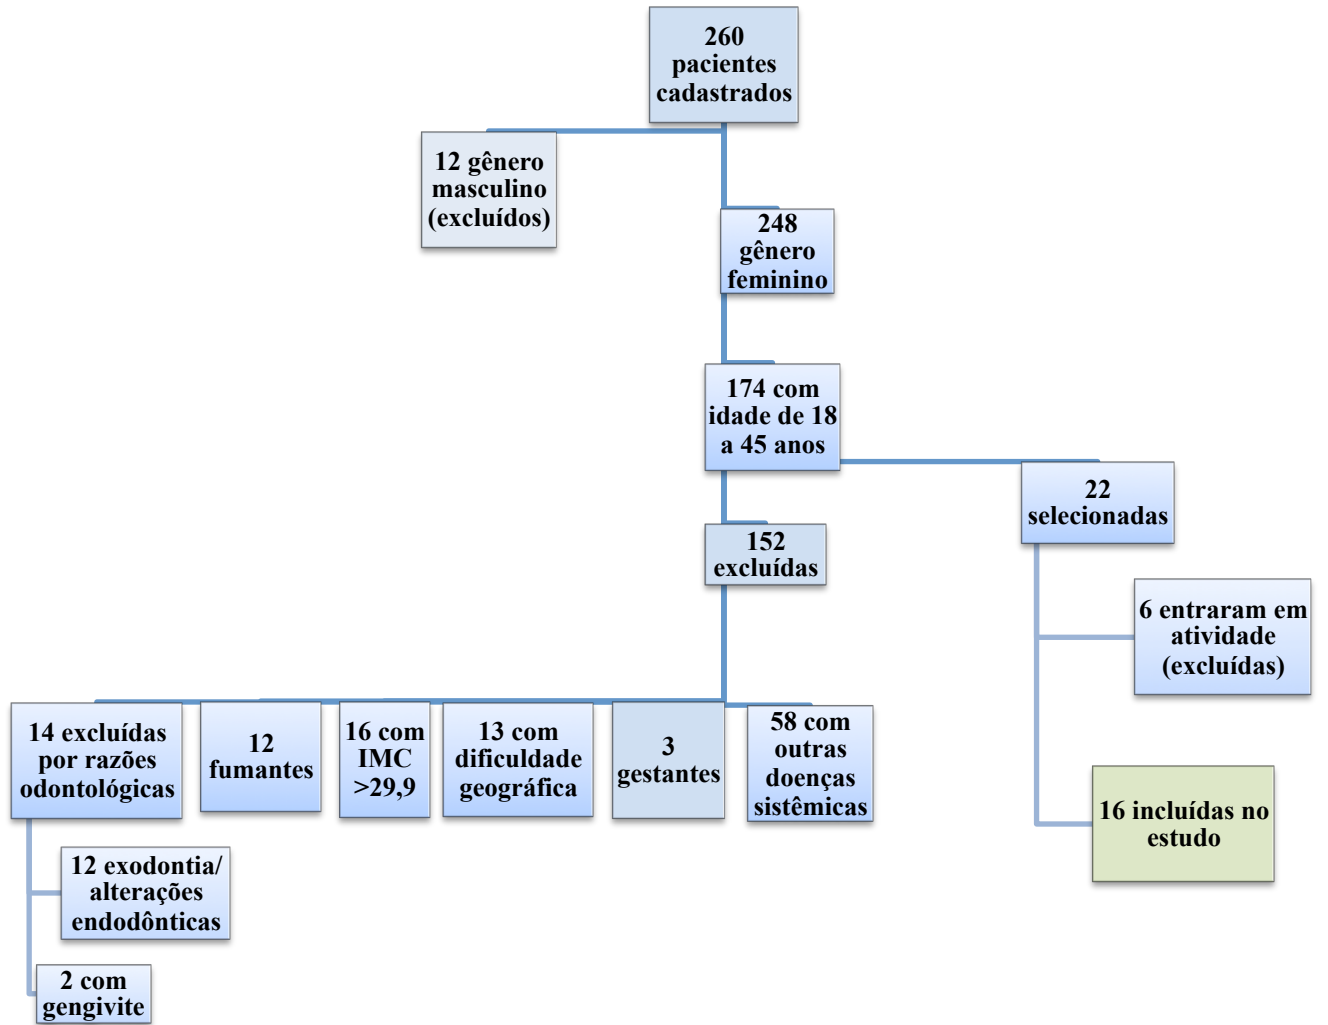 260
pacientes
cadastrados
12 gênero
masculino
(excluídos)
248
gênero
feminino
174 com
idade de 18
a 45 anos
22
selecionadas
152
excluídas
6 entraram em
atividade
(excluídas)
14 excluídas
por razões
odontológicas
12
fumantes
16 com
IMC
>29,9
13 com
dificuldade
geográfica
3
gestantes
58 com
outras
doenças
sistêmicas
16 incluídas no
estudo
12 exodontia/
alterações
endodônticas
2 com
gengivite